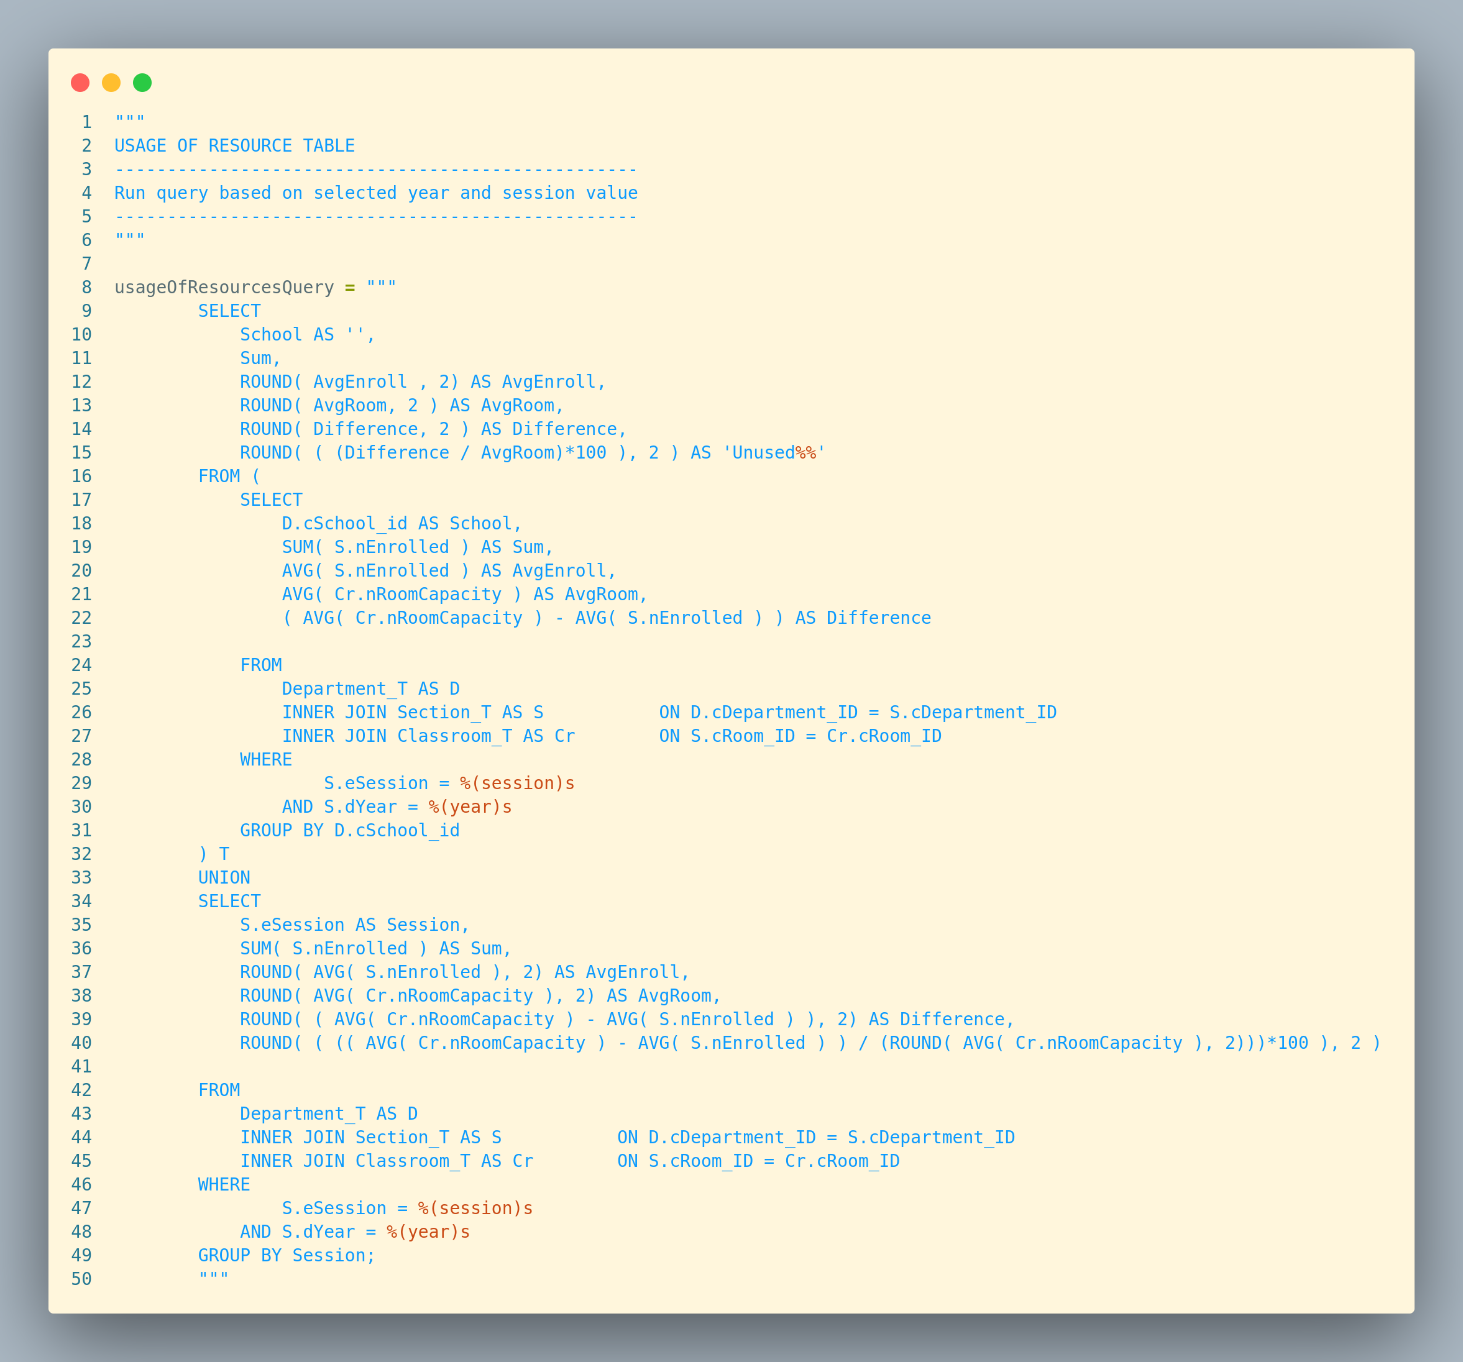 1 """
2 USAGE OF RESOURCE TABLE
3 --------------------------------------------------
4 Run query based on selected year and session value
5 --------------------------------------------------
6 """
7
8 usageOfResourcesQuery = """
9         SELECT
10             School AS '',
11             Sum,
12             ROUND( AvgEnroll , 2) AS AvgEnroll,
13             ROUND( AvgRoom, 2 ) AS AvgRoom,
14             ROUND( Difference, 2 ) AS Difference,
15             ROUND( ( (Difference / AvgRoom)*100 ), 2 ) AS 'Unused%%'
16         FROM (
17             SELECT
18                 D.cSchool_id AS School,
19                 SUM( S.nEnrolled ) AS Sum,
20                 AVG( S.nEnrolled ) AS AvgEnroll,
21                 AVG( Cr.nRoomCapacity ) AS AvgRoom,
22                 ( AVG( Cr.nRoomCapacity ) - AVG( S.nEnrolled ) ) AS Difference
23
24             FROM
25                 Department_T AS D
26                 INNER JOIN Section_T AS S           ON D.cDepartment_ID = S.cDepartment_ID
27                 INNER JOIN Classroom_T AS Cr        ON S.cRoom_ID = Cr.cRoom_ID
28             WHERE
29                     S.eSession = %(session)s
30                 AND S.dYear = %(year)s
31             GROUP BY D.cSchool_id
32         ) T
33         UNION
34         SELECT
35             S.eSession AS Session,
36             SUM( S.nEnrolled ) AS Sum,
37             ROUND( AVG( S.nEnrolled ), 2) AS AvgEnroll,
38             ROUND( AVG( Cr.nRoomCapacity ), 2) AS AvgRoom,
39             ROUND( ( AVG( Cr.nRoomCapacity ) - AVG( S.nEnrolled ) ), 2) AS Difference,
40             ROUND( ( (( AVG( Cr.nRoomCapacity ) - AVG( S.nEnrolled ) ) / (ROUND( AVG( Cr.nRoomCapacity ), 2)))*100 ), 2 )
41
42         FROM
43             Department_T AS D
44             INNER JOIN Section_T AS S           ON D.cDepartment_ID = S.cDepartment_ID
45             INNER JOIN Classroom_T AS Cr        ON S.cRoom_ID = Cr.cRoom_ID
46         WHERE
47                 S.eSession = %(session)s
48             AND S.dYear = %(year)s
49         GROUP BY Session;
50         """